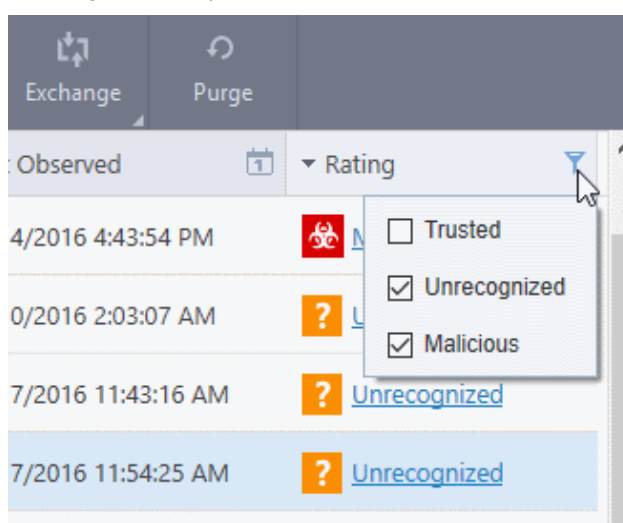 Exchange
Purge
Observed
1
Rating
4/2016 4:43:54 PM
Trusted
0/2016 2:03:07 AM
Unrecognized
Malicious
7/2016 11:43:16 AM
Unrecognized
7/2016 11:54:25 AM
Unrecognized